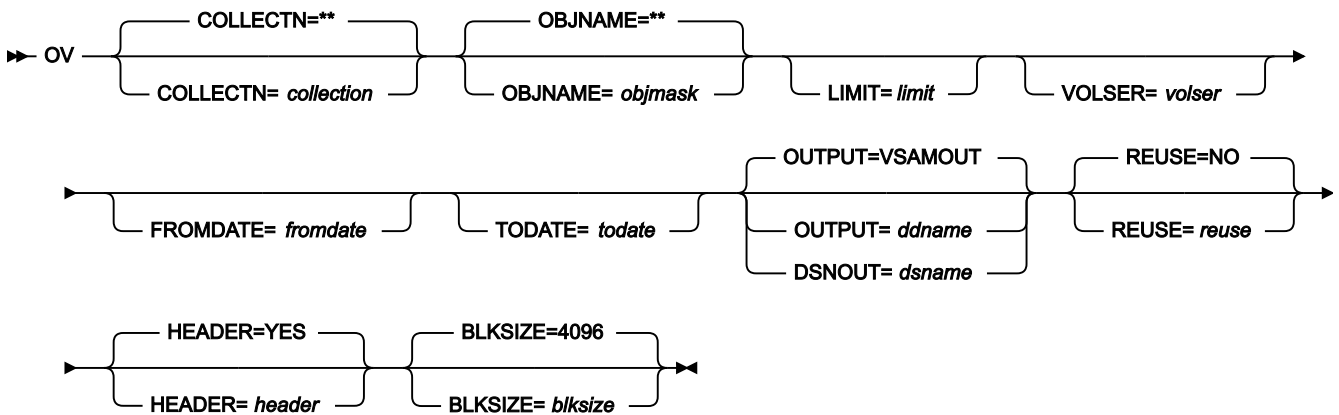 COLLECTN=** OBJNAME=**
OV
COLLECTN= collection OBJNAME= objmask LIMIT= limit VOLSER= volser
OUTPUT=VSAMOUT REUSE=NO
FROMDATE= fromdate TODATE= todate OUTPUT= ddname REUSE= reuse
DSNOUT= dsname
HEADER=YES BLKSIZE=4096
HEADER= header BLKSIZE= blksize